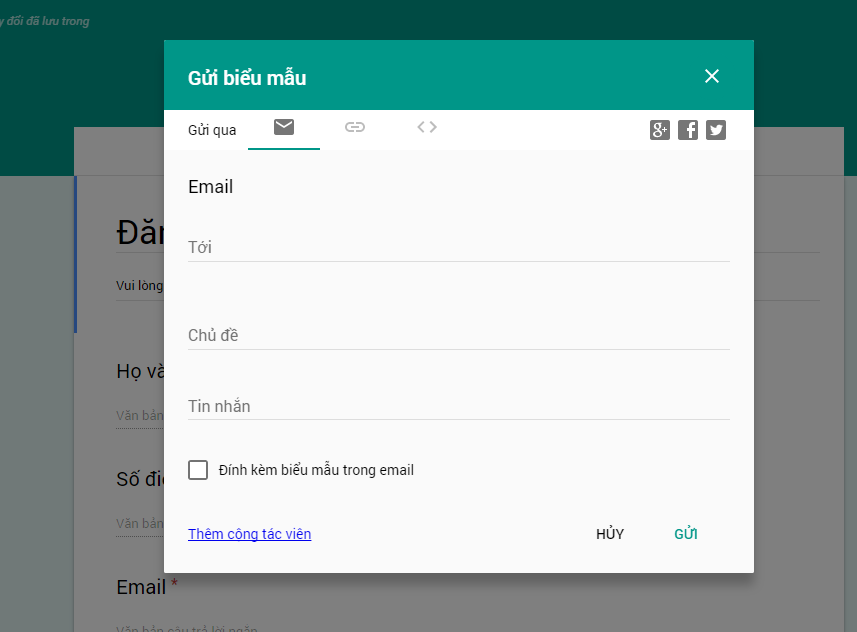 y đổi đã lưu trong
Gửi biểu mẫu
Gửi qua
Email
Đăn
Tới
Vui lòng
Chủ đề
Họ và
Tin nhắn
Văn bản
Đính kèm biểu mẫu trong email
Số điệ
Văn bản
Thêm công tác viên
HỦY
GỬI
Email *
Văn bản câu trả lời ngắn